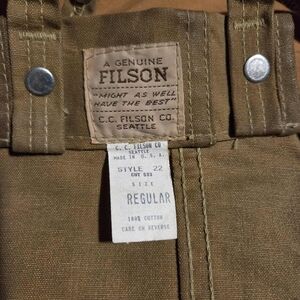 A GENUINE
FILSON
"MIGHT AS WELL
HAVE THE BEST"
C.C. FILSON CO.
SEATTLE
C. C. FILSON CO
SEATTLE
MADE IN U. S. A.
STYLE 22
CUT
SIZE
REGULAR
100% COTTON
CARE ON REVERSE